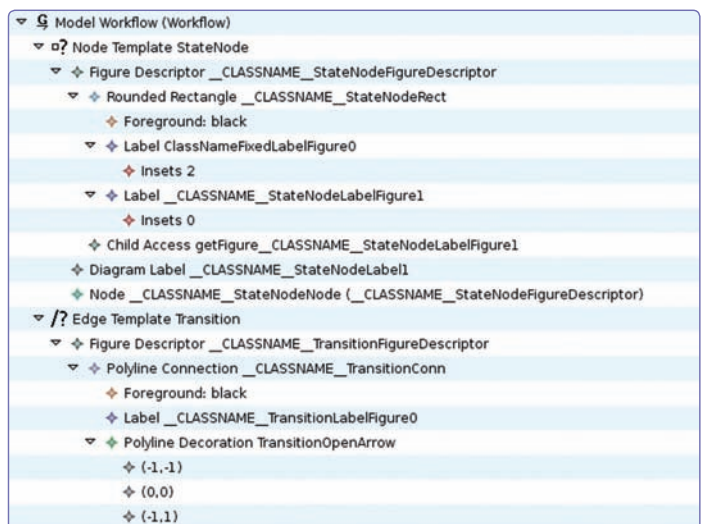 Model Workflow (Workflow)
Node Template StateNode
Figure Descriptor __CLASSNAME__StateNodeFigureDescriptor
Rounded Rectangle __CLASSNAME__StateNodeRect
Foreground: black
Label ClassNameFixedLabelFigure0
Insets 2
Label __CLASSNAME__StateNodeLabelFigure1
Insets 0
Child Access getFigure__CLASSNAME__StateNodeLabelFigure1
Diagram Label __CLASSNAME__StateNodeLabel1
Node __CLASSNAME__StateNodeNode (__CLASSNAME__StateNodeFigureDescriptor)
Edge Template Transition
Figure Descriptor __CLASSNAME__TransitionFigureDescriptor
Polyline Connection __CLASSNAME__TransitionConn
Foreground: black
Label __CLASSNAME__TransitionLabelFigure0
Polyline Decoration TransitionOpenArrow
(-1,-1)
(0,0)
(-1,1)